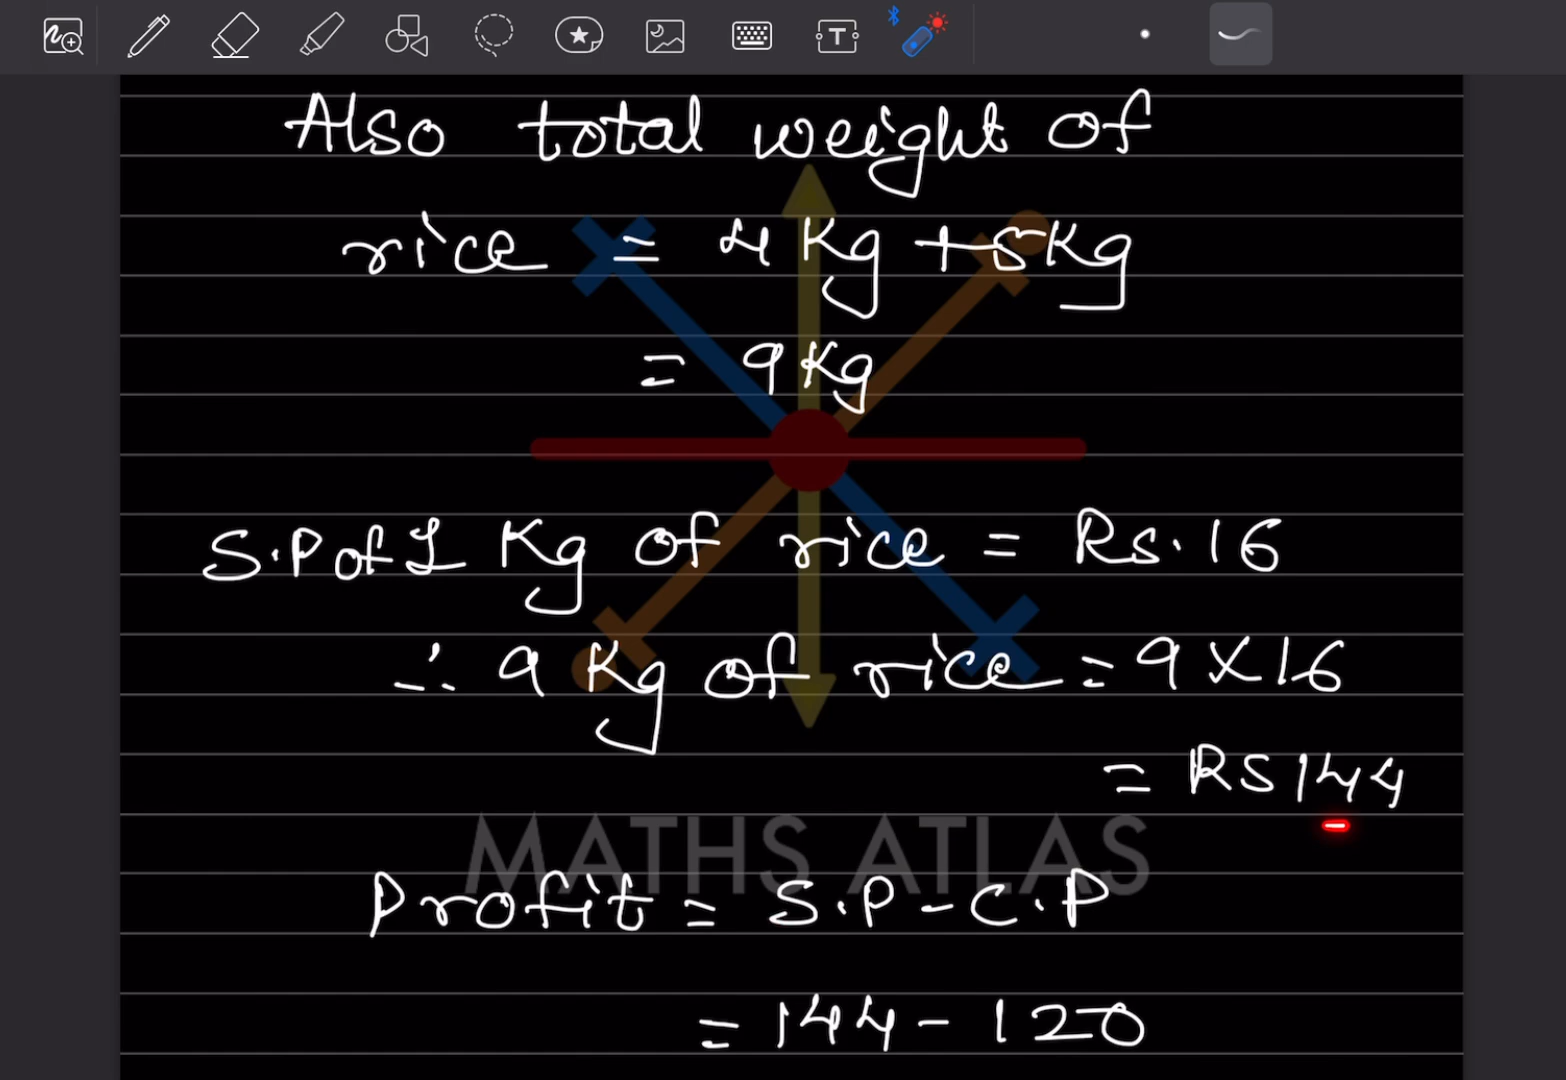 Also total weight of
rice = 4 Kg + 5 Kg
= 9 Kg
S.P of 1 Kg of rice = Rs. 16
∴ 9 Kg of rice = 9 X 16
= RS 144
MATHS ATLAS
Profit = S.P - C.P
= 144 - 120